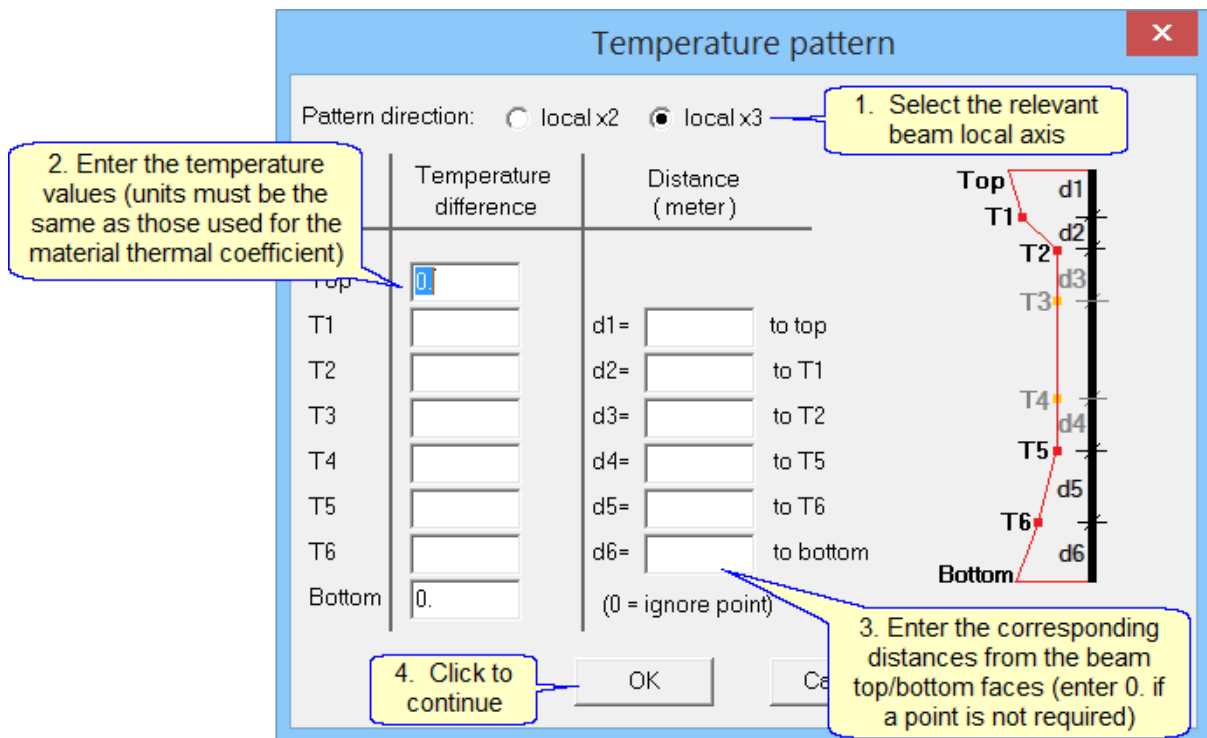 Temperature pattern
Pattern direction: local x2 local x3
1. Select the relevant
beam local axis
2. Enter the temperature
values (units must be the
same as those used for the
material thermal coefficient)
Temperature
difference
Distance
( meter )
Top 0.
T1 d1= to top
T2 d2= to T1
T3 d3= to T2
T4 d4= to T5
T5 d5= to T6
T6 d6= to bottom
Bottom 0. (0 = ignore point)
Top d1
T1
d2
T2
d3
T3
T4
d4
T5
d5
T6
d6
Bottom
3. Enter the corresponding
distances from the beam
top/bottom faces (enter 0. if
a point is not required)
4. Click to
continue
OK